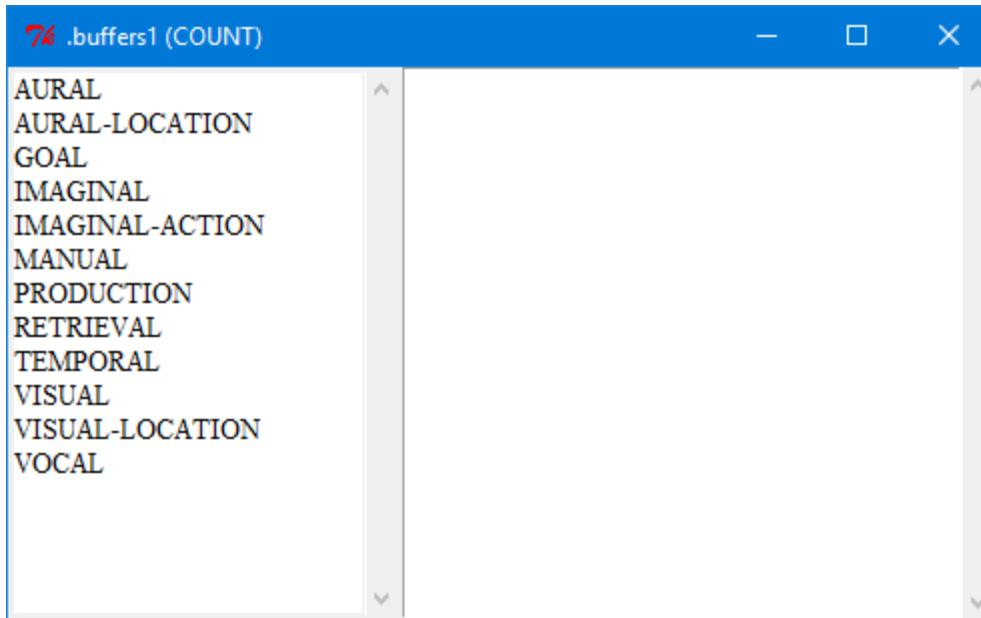 .buffers1 (COUNT)
AURAL
AURAL-LOCATION
GOAL
IMAGINAL
IMAGINAL-ACTION
MANUAL
PRODUCTION
RETRIEVAL
TEMPORAL
VISUAL
VISUAL-LOCATION
VOCAL